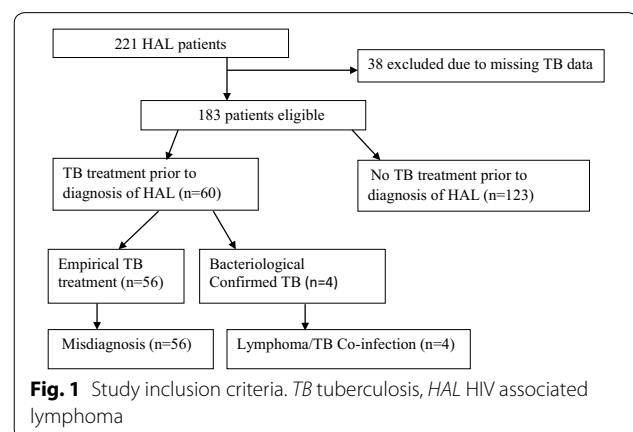 221 HAL patients
38 excluded due to missing TB data
183 patients eligible
TB treatment prior to
diagnosis of HAL (n=60)
No TB treatment prior to
diagnosis of HAL (n=123)
Empirical TB
treatment (n=56)
Bacteriological
Confirmed TB (n=4)
Misdiagnosis (n=56)
Lymphoma/TB Co-infection (n=4)
Fig. 1 Study inclusion criteria. TB tuberculosis, HAL HIV associated
lymphoma